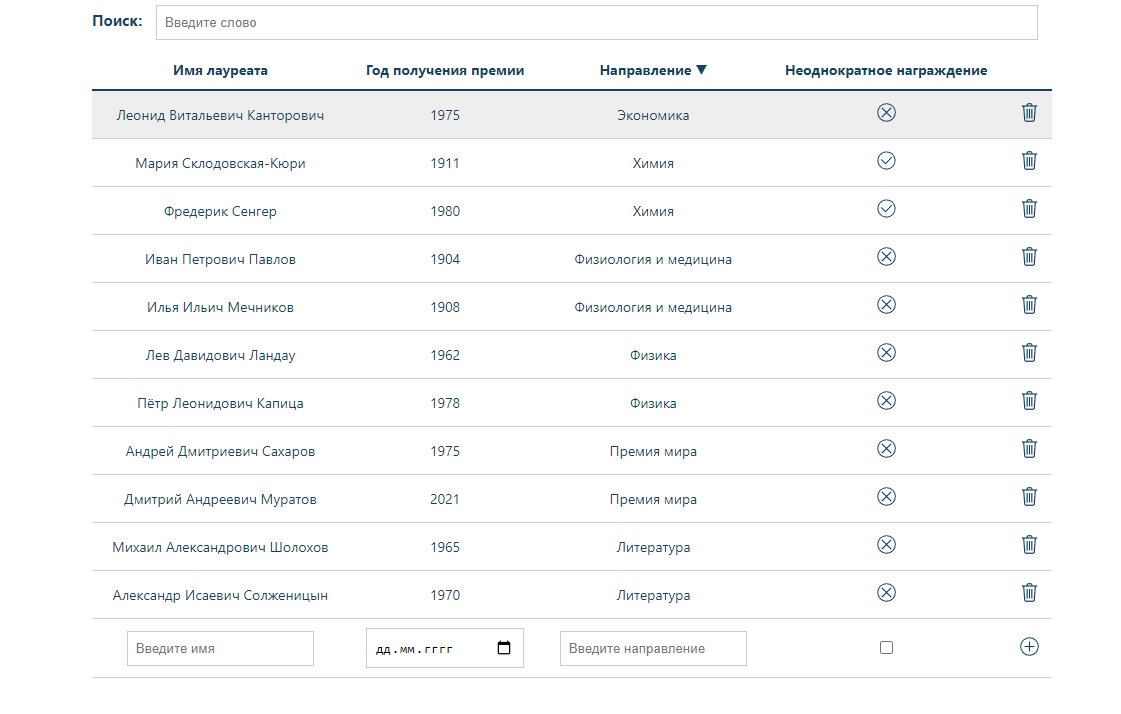 Поиск: Введите слово
Имя лауреата Год получения премии Направление ▼ Неоднократное награждение
Леонид Витальевич Канторович 1975 Экономика
Мария Склодовская-Кюри 1911 Химия
Фредерик Сенгер 1980 Химия
Иван Петрович Павлов 1904 Физиология и медицина
Илья Ильич Мечников 1908 Физиология и медицина
Лев Давидович Ландау 1962 Физика
Пётр Леонидович Капица 1978 Физика
Андрей Дмитриевич Сахаров 1975 Премия мира
Дмитрий Андреевич Муратов 2021 Премия мира
Михаил Александрович Шолохов 1965 Литература
Александр Исаевич Солженицын 1970 Литература
Введите имя дд.мм.гггг Введите направление